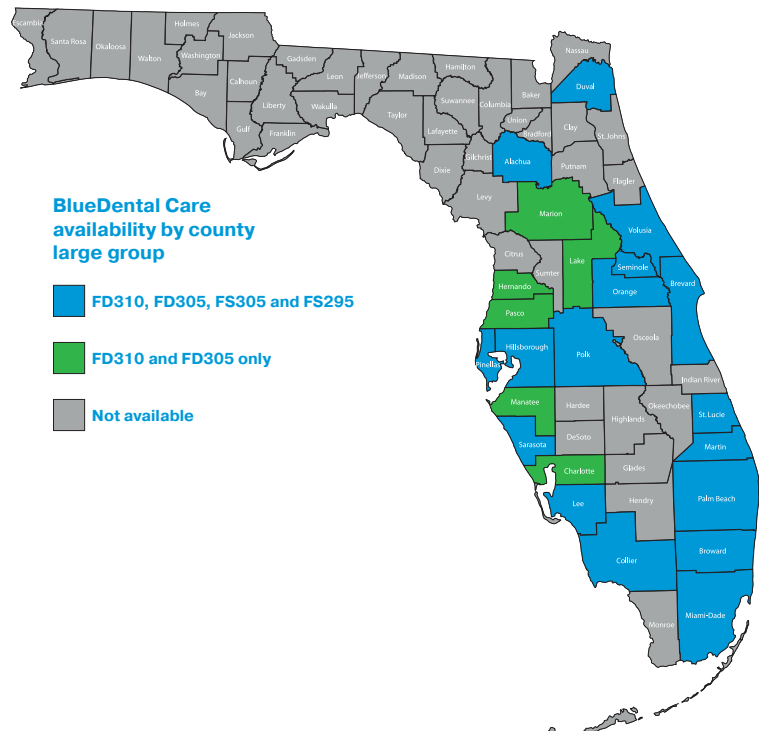 Escambia
Santa Rosa
Okaloosa
Walton
Holmes
Washington
Jackson
Bay
Calhoun
Gulf
Liberty
Gadsden
Franklin
Leon
Wakulla
Jefferson
Madison
Taylor
Hamilton
Suwannee
Lafayette
Dixie
Columbia
Gilchrist
Levy
Baker
Union
Bradford
Alachua
Nassau
Duval
Clay
St. Johns
Putnam
Flagler
Marion
Volusia
Citrus
Sumter
Lake
Seminole
Orange
Brevard
Hernando
Pasco
Pinellas
Hillsborough
Polk
Osceola
Indian River
Manatee
Hardee
Highlands
Okeechobee
St. Lucie
Sarasota
DeSoto
Martin
Charlotte
Glades
Lee
Hendry
Palm Beach
Collier
Broward
Monroe
Miami-Dade
BlueDental Care
availability by county
large group
FD310, FD305, FS305 and FS295
FD310 and FD305 only
Not available